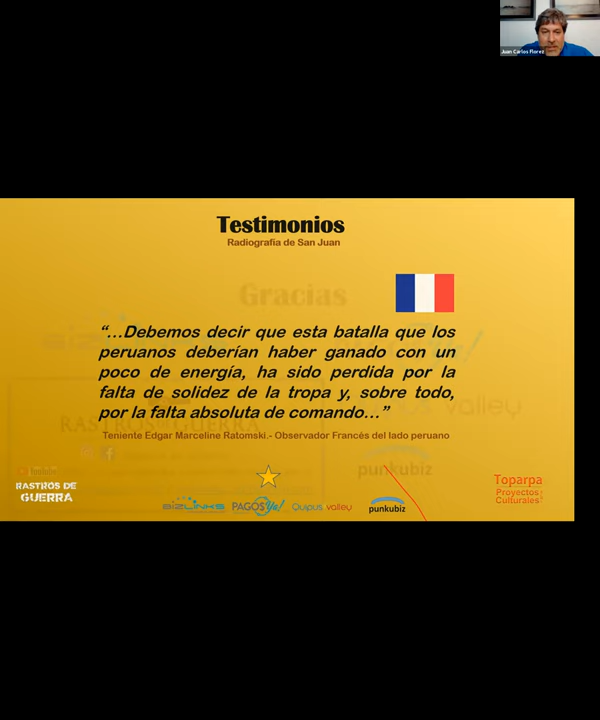 Juan Carlos Florez
Testimonios
Radiografía de San Juan
Gracias
“...Debemos decir que esta batalla que los
peruanos deberían haber ganado con un
poco de energía, ha sido perdida por la
falta de solidez de la tropa y, sobre todo,
por la falta absoluta de comando...”
Teniente Edgar Marceline Ratomski.- Observador Francés del lado peruano
RASTROS DE
GUERRA
BIZLINKS
PAGOS Ya!
Quipus valley
punkubiz
Toparpa
Proyectos
Culturales